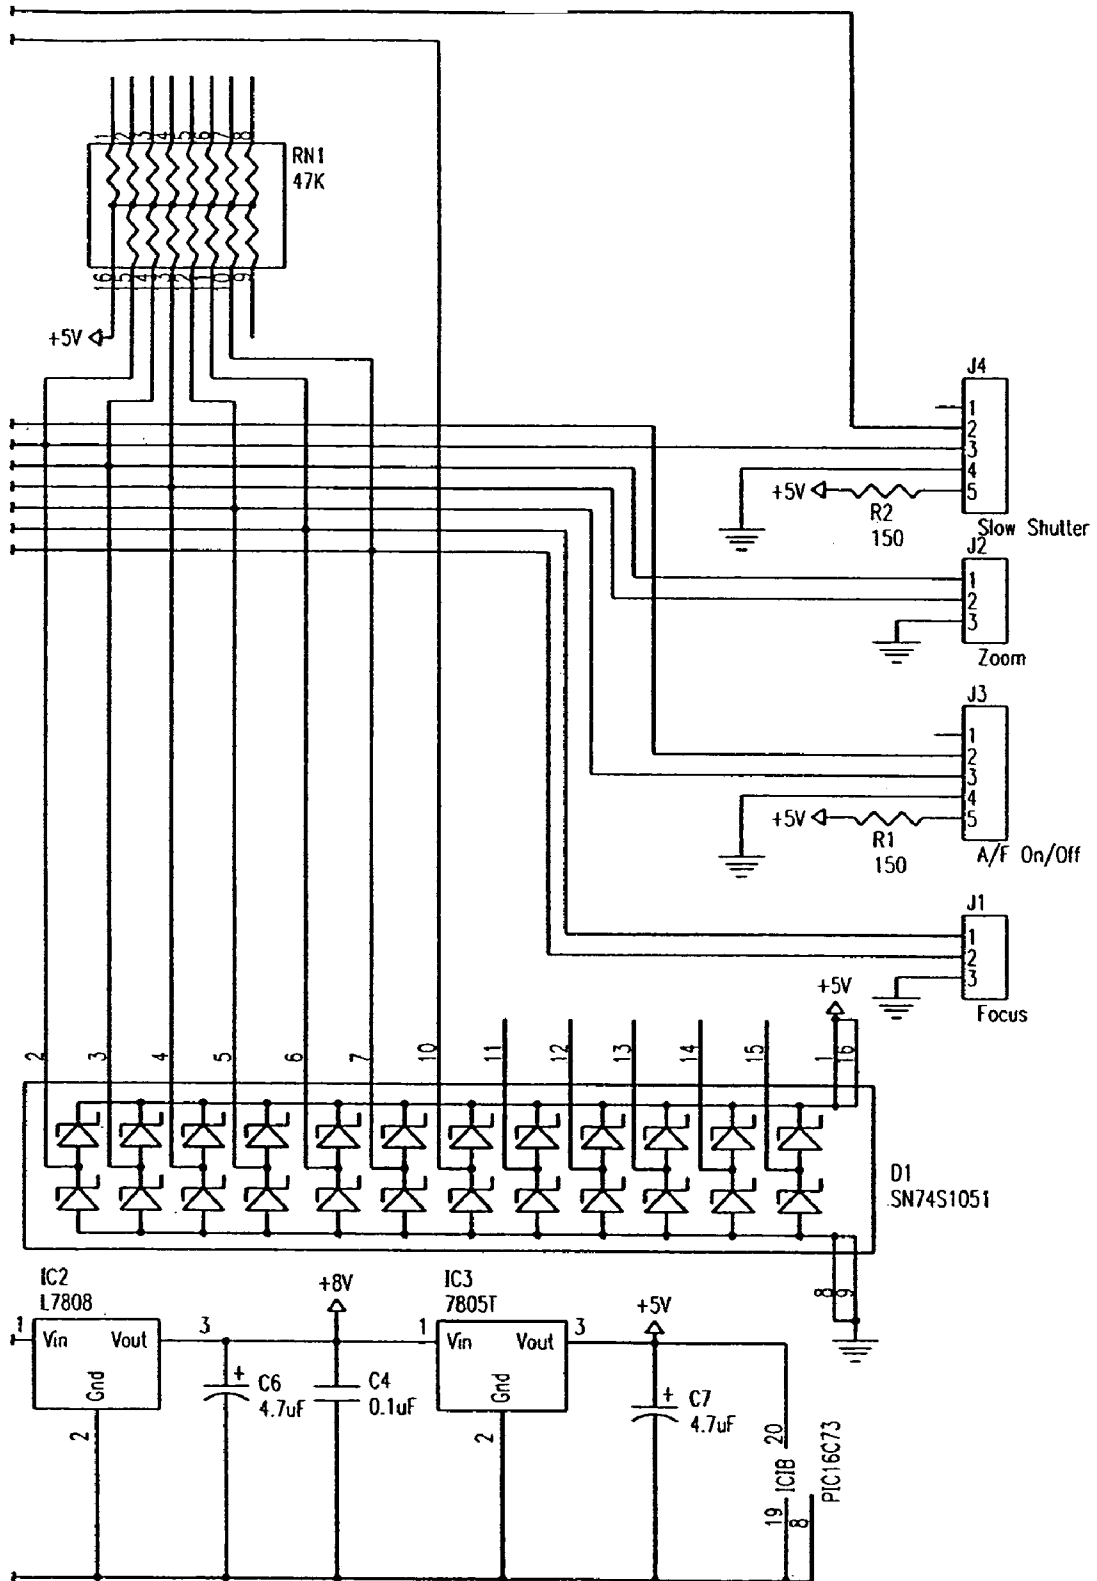 1 2 3 4 5 6 7 8
RN1
47K
16 15 14 13 12 11 10 9
+5V
J4
1
2
3
4
5
+5V
R2
150
Slow Shutter
J2
1
2
3
Zoom
J3
1
2
3
4
5
+5V
R1
150
A/F On/Off
J1
1
2
3
Focus
+5V
2 3 4 5 6 7 10 11 12 13 14 15 1 16
D1
SN74S1051
8 9
IC2
L7808
1 Vin Vout 3
Gnd
2
+8V
C6
4.7uF
C4
0.1uF
IC3
7805T
1 Vin Vout 3
Gnd
2
+5V
C7
4.7uF
20
IC1B
19
8
PIC16C73